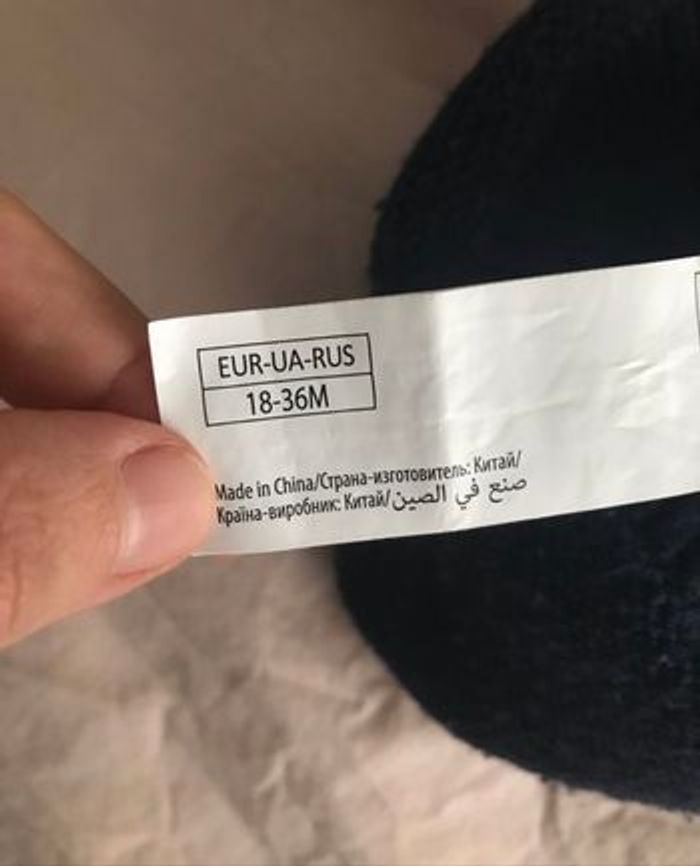 EUR-UA-RUS
18-36M
Made in China/Страна-изготовитель: Китай/
Країна-виробник: Китай/صنع في الصين